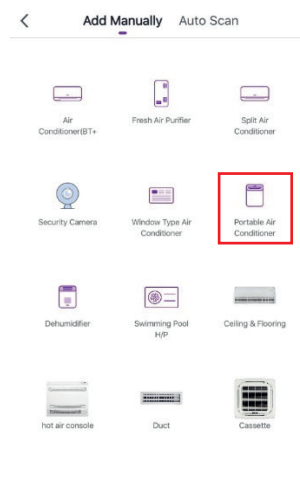 Add Manually Auto Scan
Air Fresh Air Purifier Split Air
Conditioner(BT+ Conditioner
Security Camera Window Type Air Portable Air
Conditioner Conditioner
Dehumidifier Swimming Pool Ceiling & Flooring
H/P
hot air console Duct Cassette